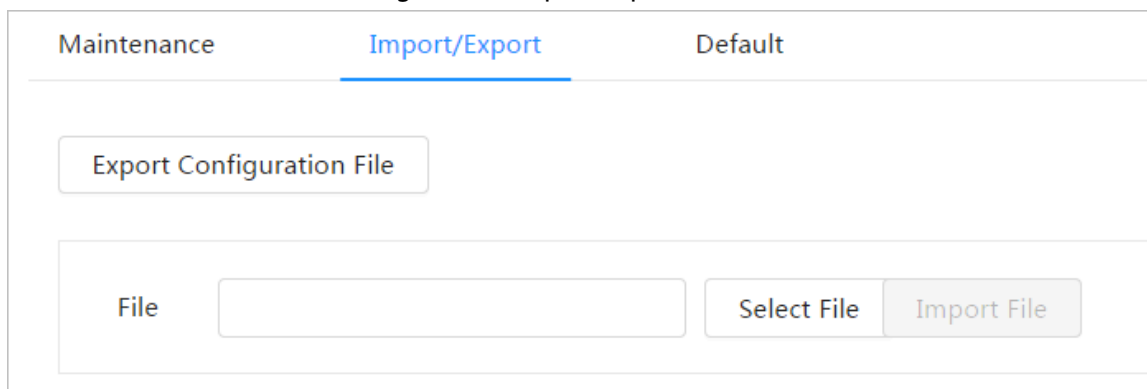 Maintenance Import/Export Default
Export Configuration File
File Select File Import File